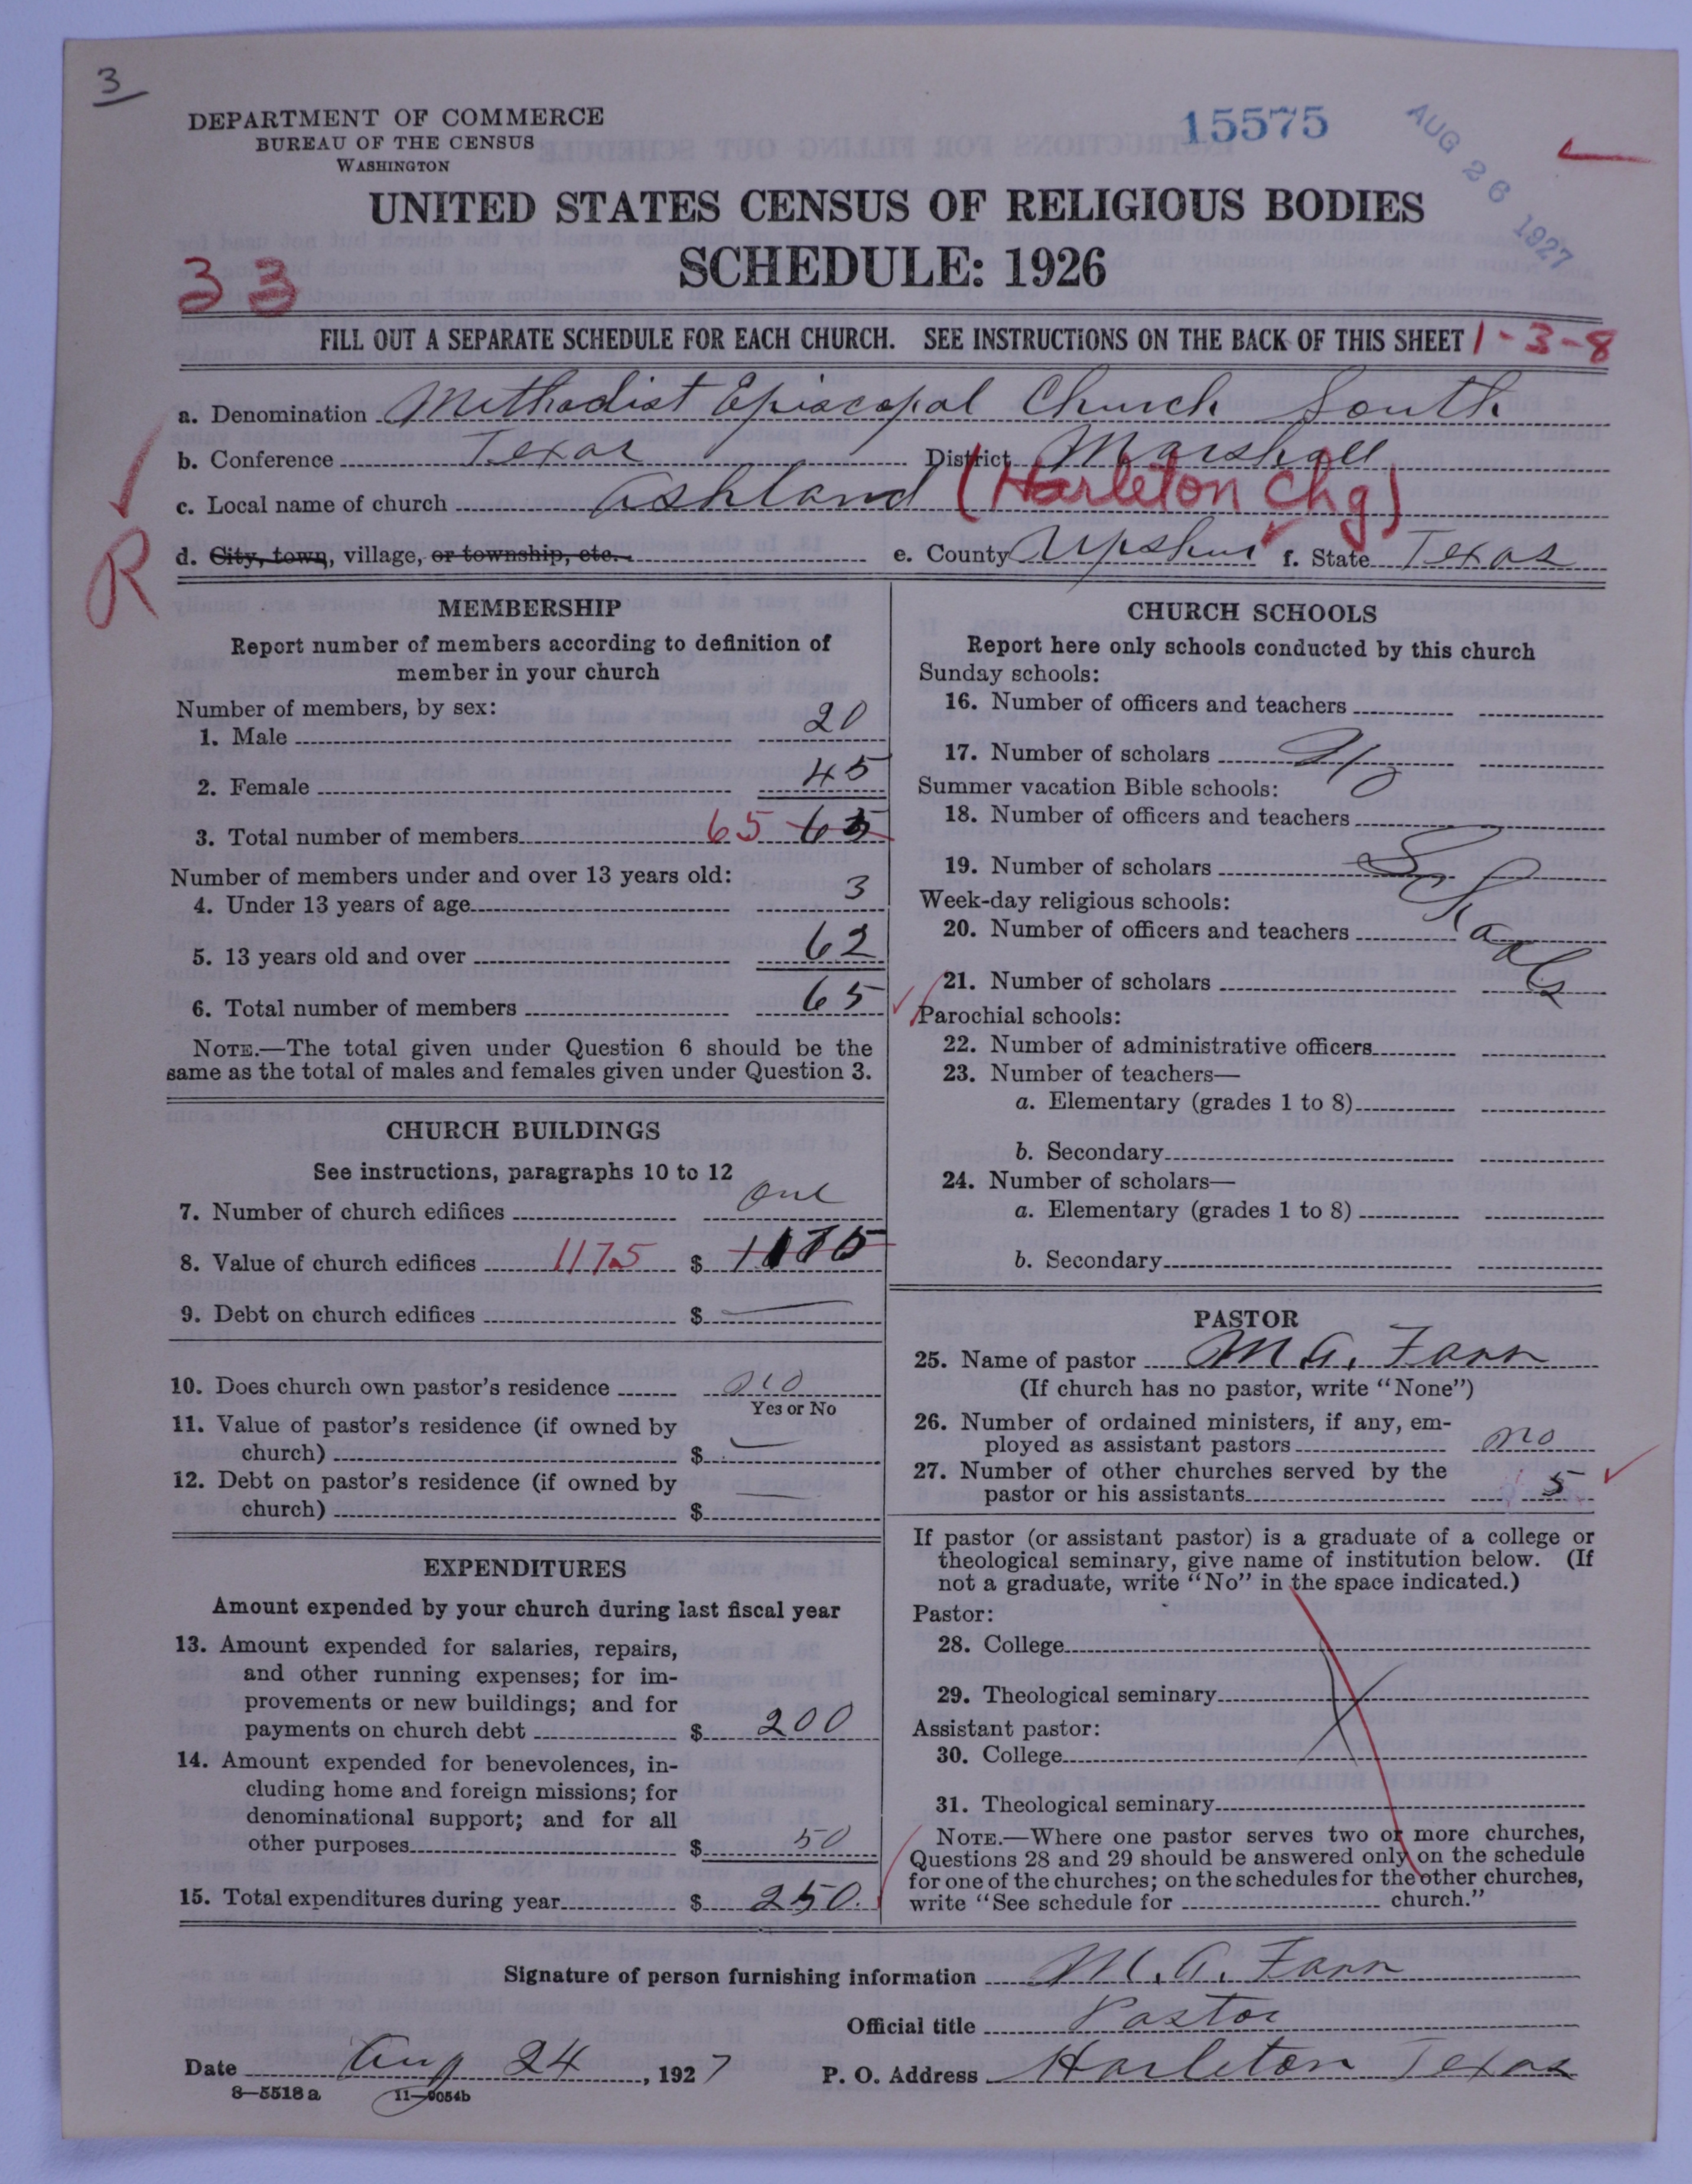 3
DEPARTMENT OF COMMERCE
BUREAU OF THE CENSUS
WASHINGTON
15575
AUG 26 1927
UNITED STATES CENSUS OF RELIGIOUS BODIES
SCHEDULE: 1926
33
FILL OUT A SEPARATE SCHEDULE FOR EACH CHURCH. SEE INSTRUCTIONS ON THE BACK OF THIS SHEET 1-3-8
a. Denomination Methodist Episcopal Church South
b. Conference Texas District Marshall
c. Local name of church Ashland (Harleton Chg)
R
d. City, town, village, or township, etc. e. County Upshur f. State Texas
MEMBERSHIP
Report number of members according to definition of
member in your church
Number of members, by sex:
1. Male 20
2. Female 45
3. Total number of members 65 65
Number of members under and over 13 years old:
4. Under 13 years of age 3
5. 13 years old and over 62
6. Total number of members 65
NOTE.—The total given under Question 6 should be the
same as the total of males and females given under Question 3.
CHURCH BUILDINGS
See instructions, paragraphs 10 to 12
7. Number of church edifices one
8. Value of church edifices 1175 $ 1175
9. Debt on church edifices $
10. Does church own pastor's residence no
Yes or No
11. Value of pastor's residence (if owned by
church) $
12. Debt on pastor's residence (if owned by
church) $
EXPENDITURES
Amount expended by your church during last fiscal year
13. Amount expended for salaries, repairs,
and other running expenses; for im-
provements or new buildings; and for
payments on church debt $ 200
14. Amount expended for benevolences, in-
cluding home and foreign missions; for
denominational support; and for all
other purposes $ 50
15. Total expenditures during year $ 250.
CHURCH SCHOOLS
Report here only schools conducted by this church
Sunday schools:
16. Number of officers and teachers
17. Number of scholars No
Summer vacation Bible schools:
18. Number of officers and teachers
19. Number of scholars School
Week-day religious schools:
20. Number of officers and teachers
21. Number of scholars
Parochial schools:
22. Number of administrative officers
23. Number of teachers—
a. Elementary (grades 1 to 8)
b. Secondary
24. Number of scholars—
a. Elementary (grades 1 to 8)
b. Secondary
PASTOR
25. Name of pastor M. A. Fann
(If church has no pastor, write "None")
26. Number of ordained ministers, if any, em-
ployed as assistant pastors no
27. Number of other churches served by the
pastor or his assistants 5
If pastor (or assistant pastor) is a graduate of a college or
theological seminary, give name of institution below. (If
not a graduate, write "No" in the space indicated.)
Pastor:
28. College
29. Theological seminary
Assistant pastor:
30. College
31. Theological seminary
NOTE.—Where one pastor serves two or more churches,
Questions 28 and 29 should be answered only on the schedule
for one of the churches; on the schedules for the other churches,
write "See schedule for church."
Signature of person furnishing information M. A. Fann
Official title Pastor
Date Aug 24, 1927 P. O. Address Harleton Texas
8—5518a 11—9054b